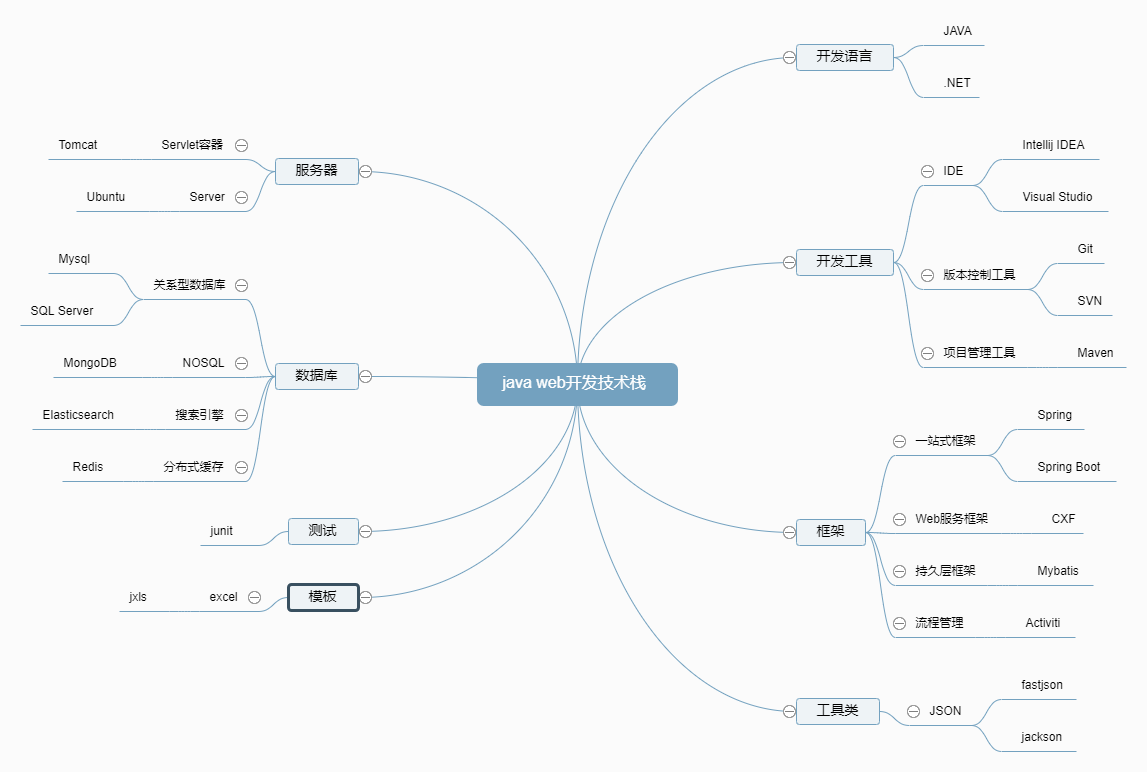 java web开发技术栈
开发语言
JAVA
.NET
开发工具
IDE
Intellij IDEA
Visual Studio
版本控制工具
Git
SVN
项目管理工具
Maven
框架
一站式框架
Spring
Spring Boot
Web服务框架
CXF
持久层框架
Mybatis
流程管理
Activiti
工具类
JSON
fastjson
jackson
服务器
Servlet容器
Tomcat
Server
Ubuntu
数据库
关系型数据库
Mysql
SQL Server
NOSQL
MongoDB
搜索引擎
Elasticsearch
分布式缓存
Redis
测试
junit
模板
excel
jxls